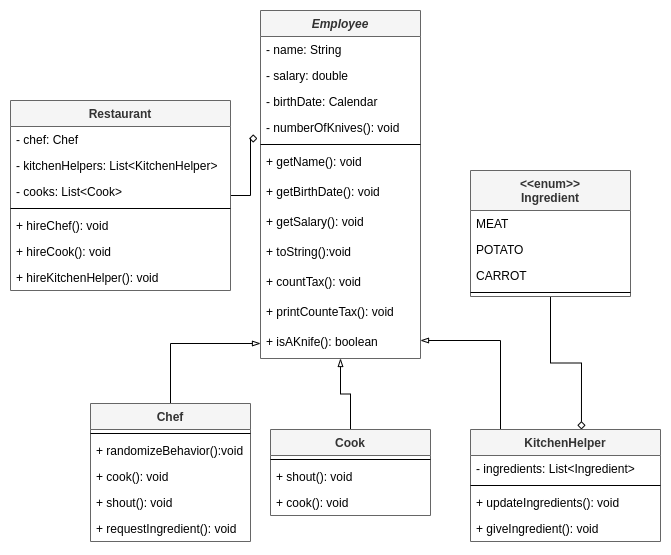 Employee
- name: String
- salary: double
- birthDate: Calendar
- numberOfKnives(): void
+ getName(): void
+ getBirthDate(): void
+ getSalary(): void
+ toString():void
+ countTax(): void
+ printCounteTax(): void
+ isAKnife(): boolean
Restaurant
- chef: Chef
- kitchenHelpers: List<KitchenHelper>
- cooks: List<Cook>
+ hireChef(): void
+ hireCook(): void
+ hireKitchenHelper(): void
<<enum>>
Ingredient
MEAT
POTATO
CARROT
Chef
+ randomizeBehavior():void
+ cook(): void
+ shout(): void
+ requestIngredient(): void
Cook
+ shout(): void
+ cook(): void
KitchenHelper
- ingredients: List<Ingredient>
+ updateIngredients(): void
+ giveIngredient(): void